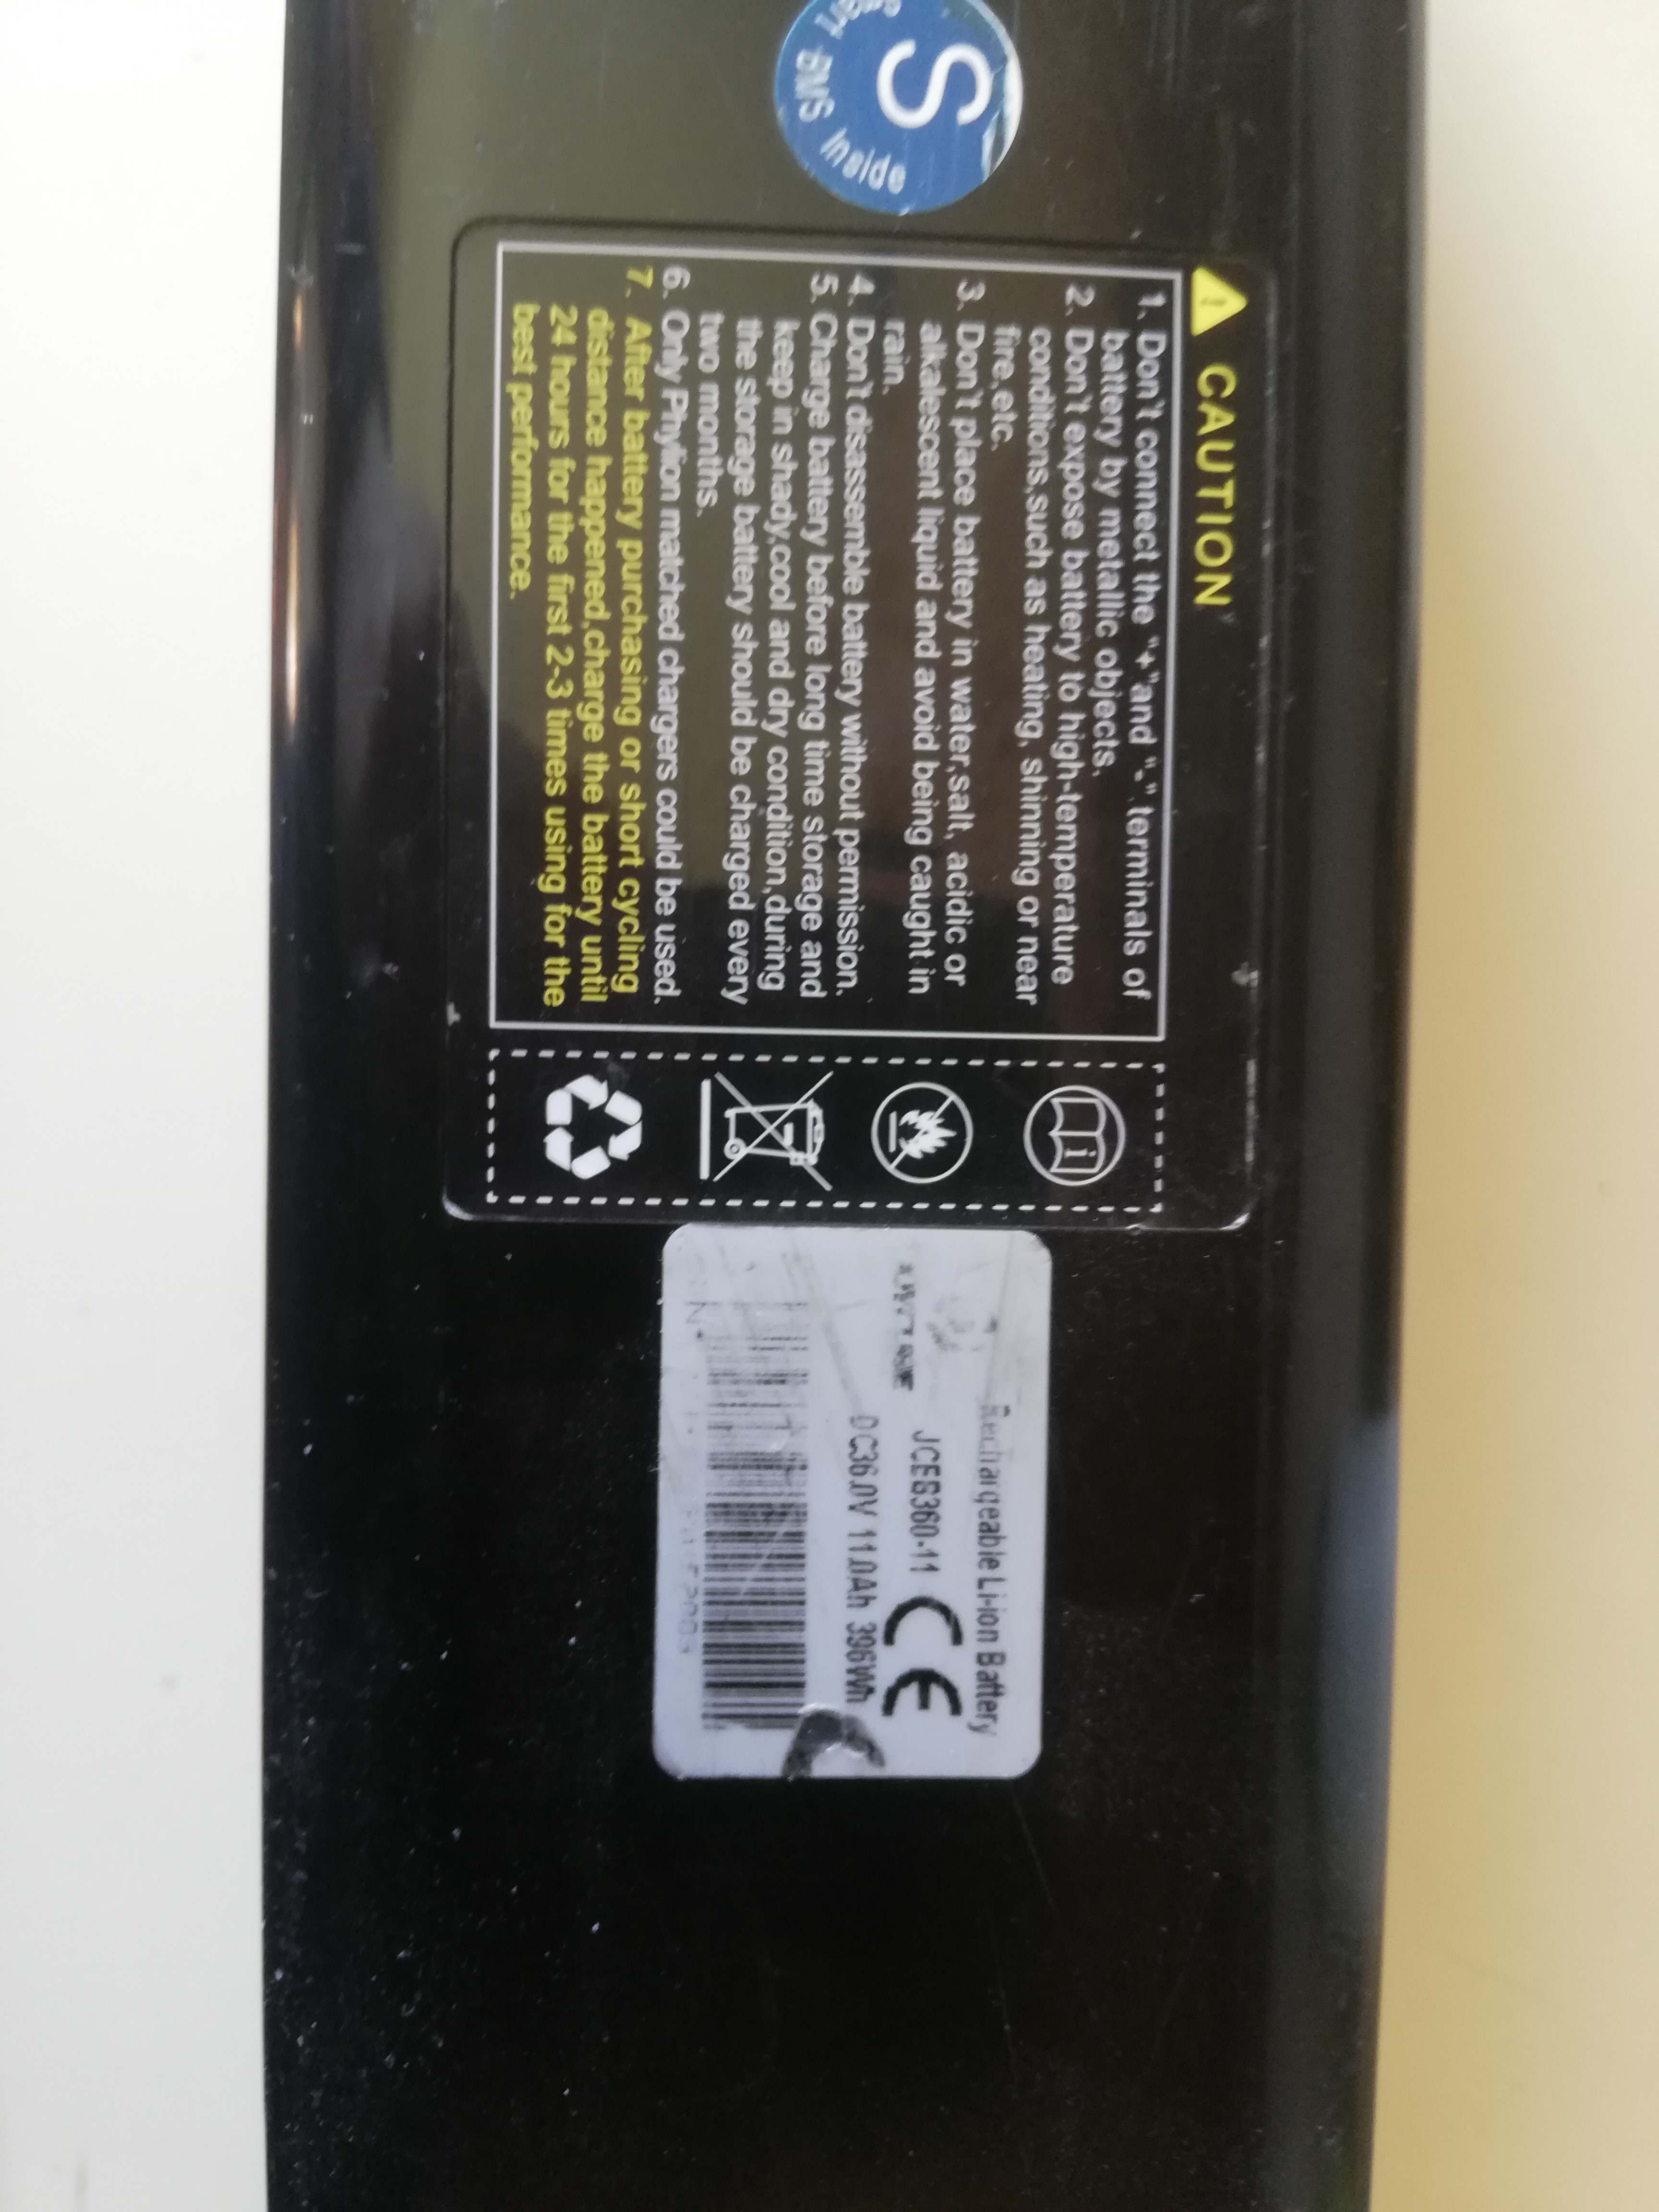 S
BMS Inside
CAUTION
1. Don't connect the "+"and "-" terminals of
battery by metallic objects.
2. Don't expose battery to high-temperature
conditions,such as heating, shinning or near
fire,etc.
3. Don't place battery in water,salt, acidic or
alkalescent liquid and avoid being caught in
rain.
4. Don't disassemble battery without permission.
5. Charge battery before long time storage and
keep in shady,cool and dry condition,during
the storage battery should be charged every
two months.
6. Only Phylion matched chargers could be used.
7. After battery purchasing or short cycling
distance happened,charge the battery until
24 hours for the first 2-3 times using for the
best performance.
Rechargeable Li-ion Battery
JCEB360-11 CE
DC36.0V 11.0Ah 396Wh